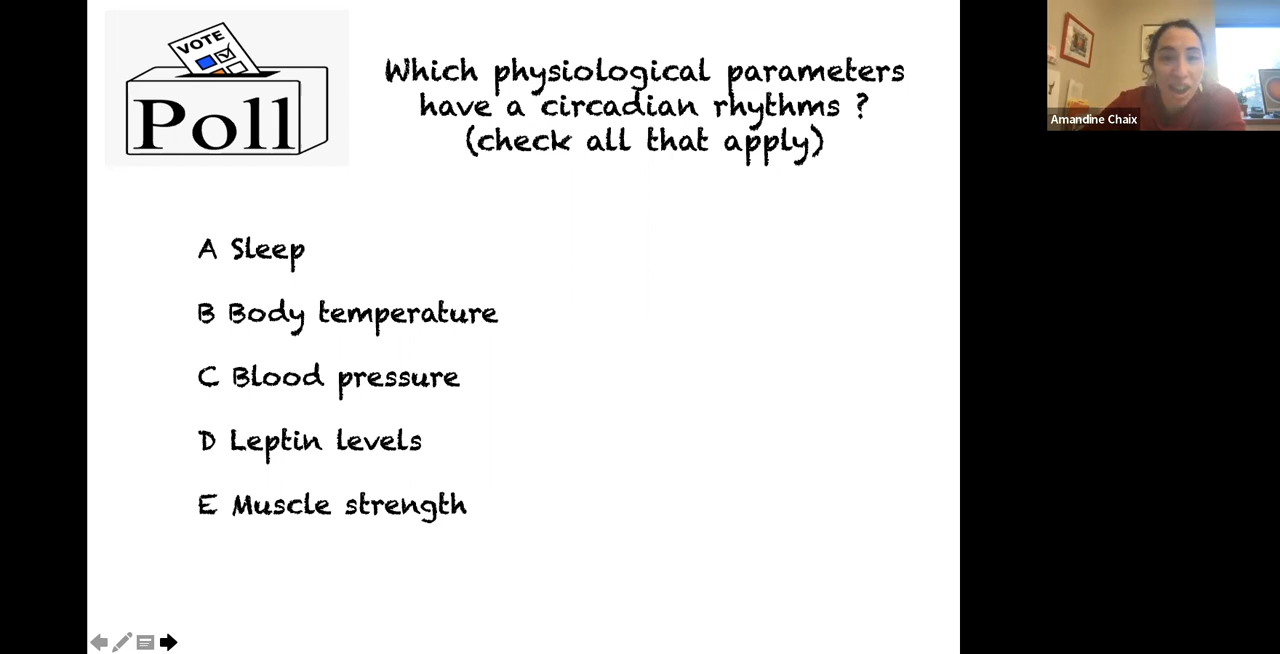 VOTE
Poll
Which physiological parameters
have a circadian rhythms ?
(check all that apply)
Amandine Chaix
A Sleep
B Body temperature
C Blood pressure
D Leptin levels
E Muscle strength